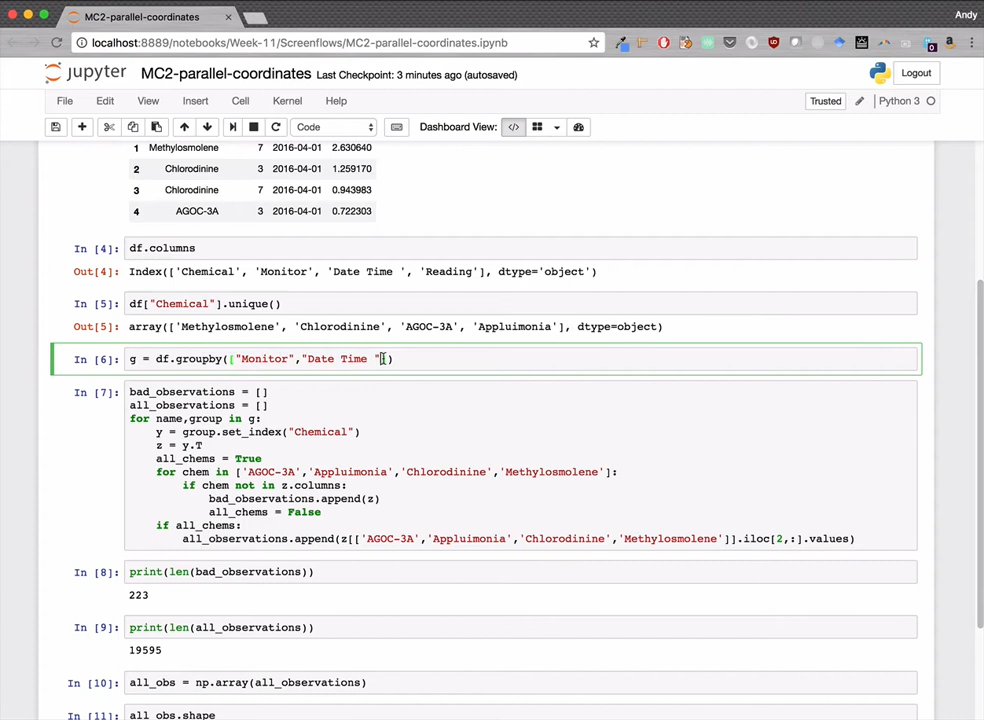 MC2-parallel-coordinates
Andy
localhost:8889/notebooks/Week-11/Screenflows/MC2-parallel-coordinates.ipynb
jupyter MC2-parallel-coordinates Last Checkpoint: 3 minutes ago (autosaved) Logout
File Edit View Insert Cell Kernel Help Trusted Python 3
Code Dashboard View: </>
1 Methylosmolene 7 2016-04-01 2.630640
2 Chlorodinine 3 2016-04-01 1.259170
3 Chlorodinine 7 2016-04-01 0.943983
4 AGOC-3A 3 2016-04-01 0.722303
In [4]: df.columns
Out[4]: Index(['Chemical', 'Monitor', 'Date Time ', 'Reading'], dtype='object')
In [5]: df["Chemical"].unique()
Out[5]: array(['Methylosmolene', 'Chlorodinine', 'AGOC-3A', 'Appluimonia'], dtype=object)
In [6]: g = df.groupby(["Monitor","Date Time "])
In [7]: bad_observations = []
all_observations = []
for name,group in g:
y = group.set_index("Chemical")
z = y.T
all_chems = True
for chem in ['AGOC-3A','Appluimonia','Chlorodinine','Methylosmolene']:
if chem not in z.columns:
bad_observations.append(z)
all_chems = False
if all_chems:
all_observations.append(z[['AGOC-3A','Appluimonia','Chlorodinine','Methylosmolene']].iloc[2,:].values)
In [8]: print(len(bad_observations))
223
In [9]: print(len(all_observations))
19595
In [10]: all_obs = np.array(all_observations)
In [11]: all_obs.shape